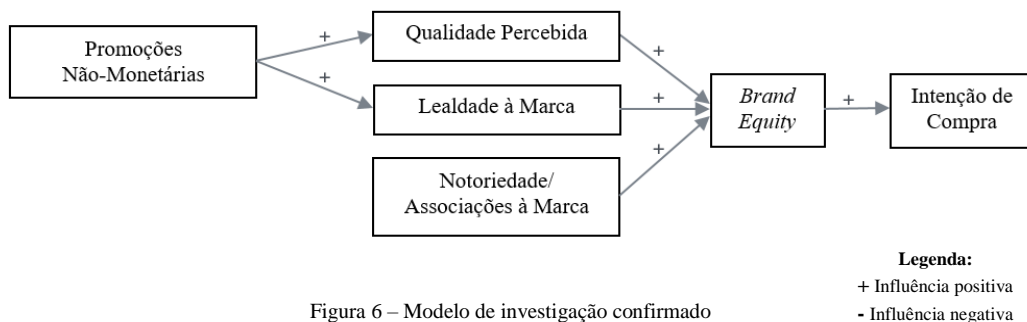 Promoções
Não-Monetárias
+
+
Qualidade Percebida
Lealdade à Marca
Notoriedade/
Associações à Marca
+
+
+
Brand
Equity
+
Intenção de
Compra
Legenda:
+ Influência positiva
- Influência negativa
Figura 6 – Modelo de investigação confirmado